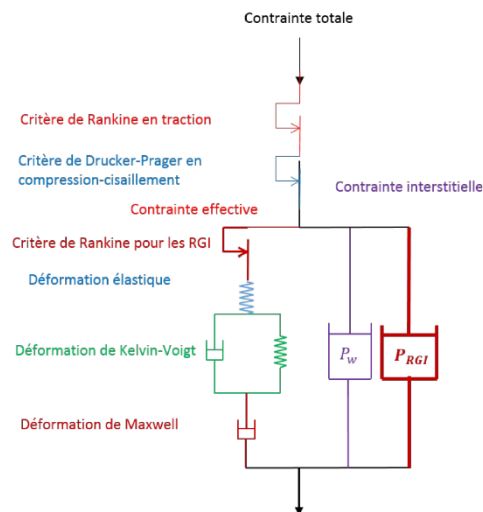 Contrainte totale
Critère de Rankine en traction
Critère de Drucker-Prager en
compression-cisaillement
Contrainte interstitielle
Contrainte effective
Critère de Rankine pour les RGI
Déformation élastique
Déformation de Kelvin-Voigt
P_w
P_RGI
Déformation de Maxwell